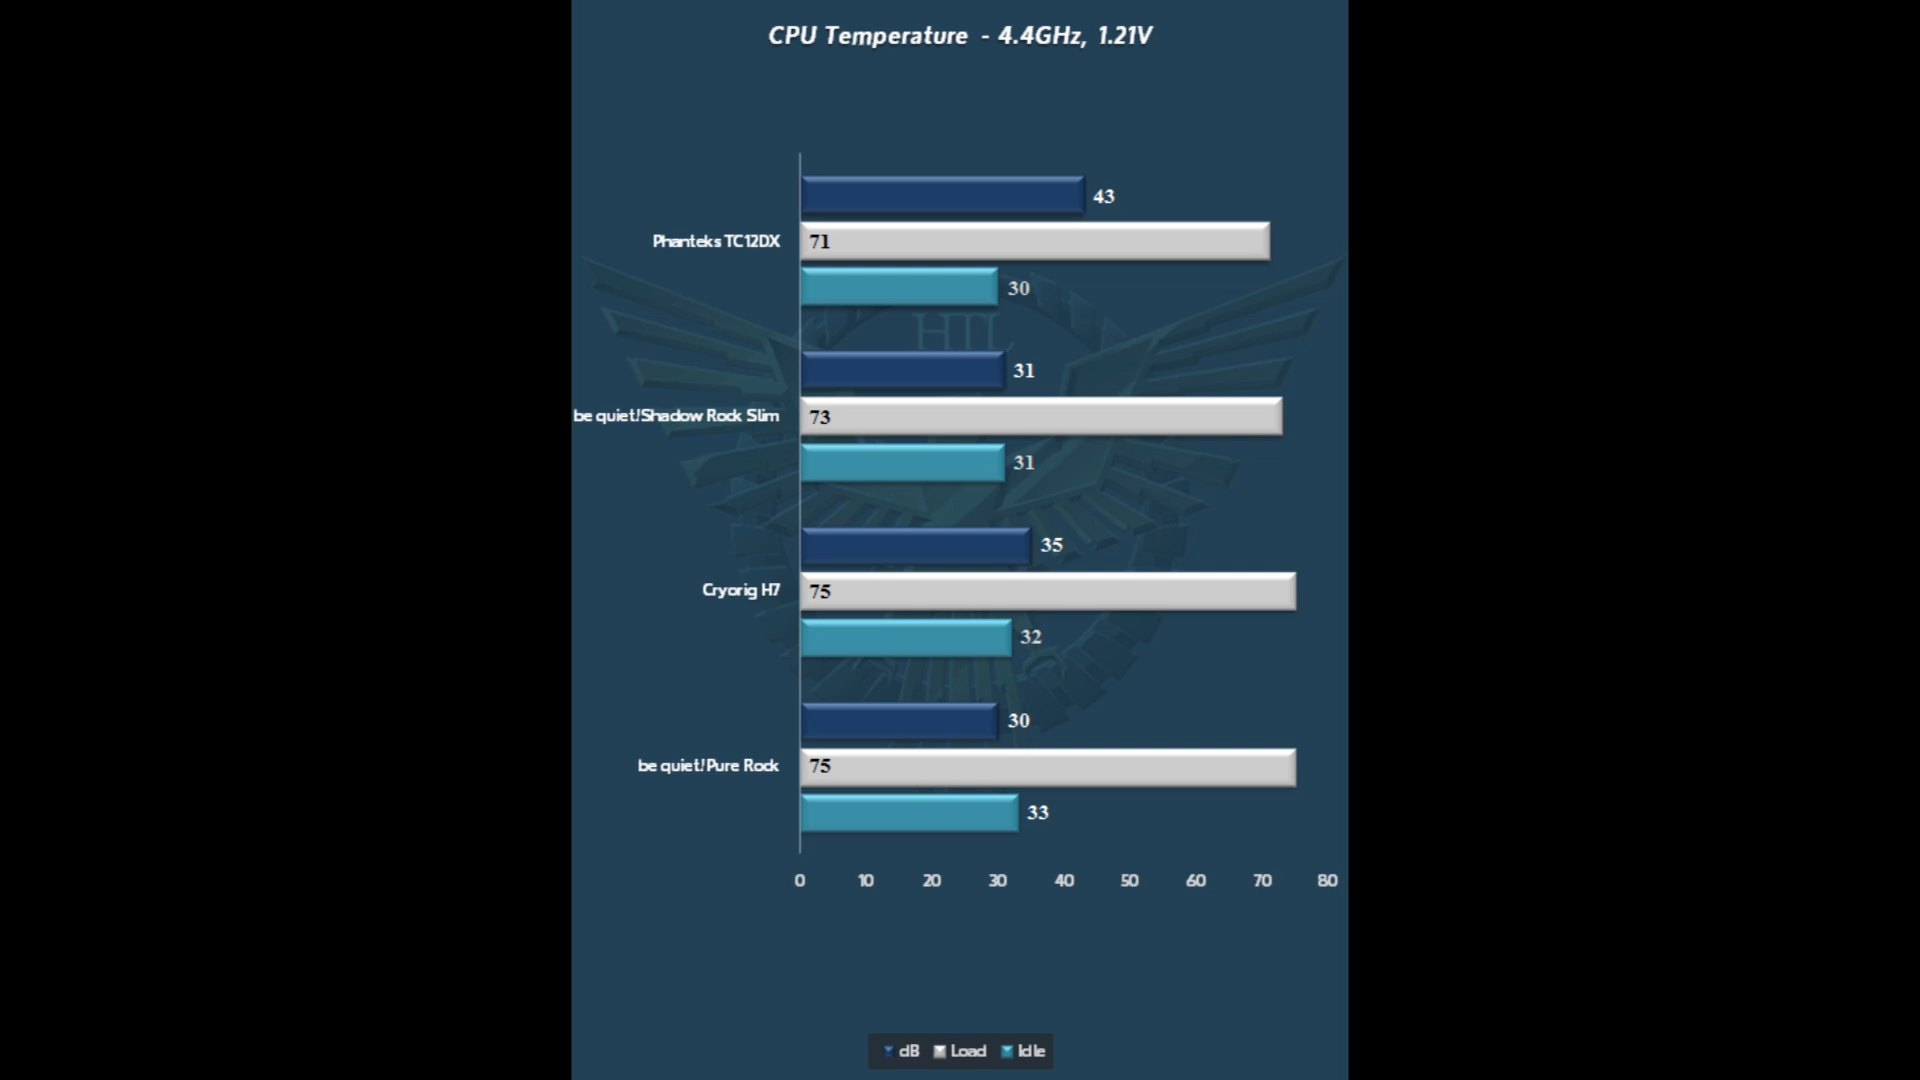 CPU Temperature - 4.4GHz, 1.21V
43
Phanteks TC12DX
71
30
HTL
31
be quiet!Shadow Rock Slim
73
31
35
Cryorig H7
75
32
30
be quiet!Pure Rock
75
33
0 10 20 30 40 50 60 70 80
dB Load Idle